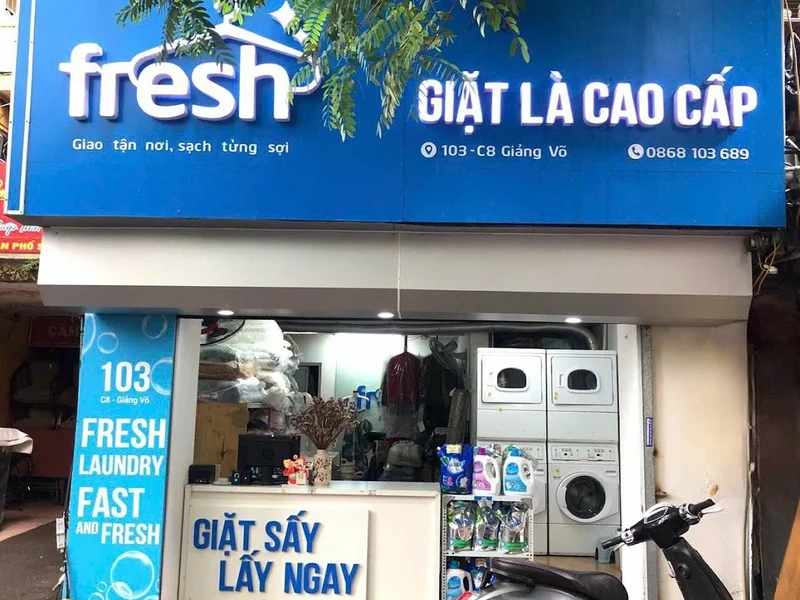 fresh
Giao tận nơi, sạch từng sợi
GIẶT LÀ CAO CẤP
103 - C8 Giảng Võ
0868 103 689
103
C8 - Giảng Võ
FRESH
LAUNDRY
FAST
AND FRESH
GIẶT SẤY
LẤY NGAY